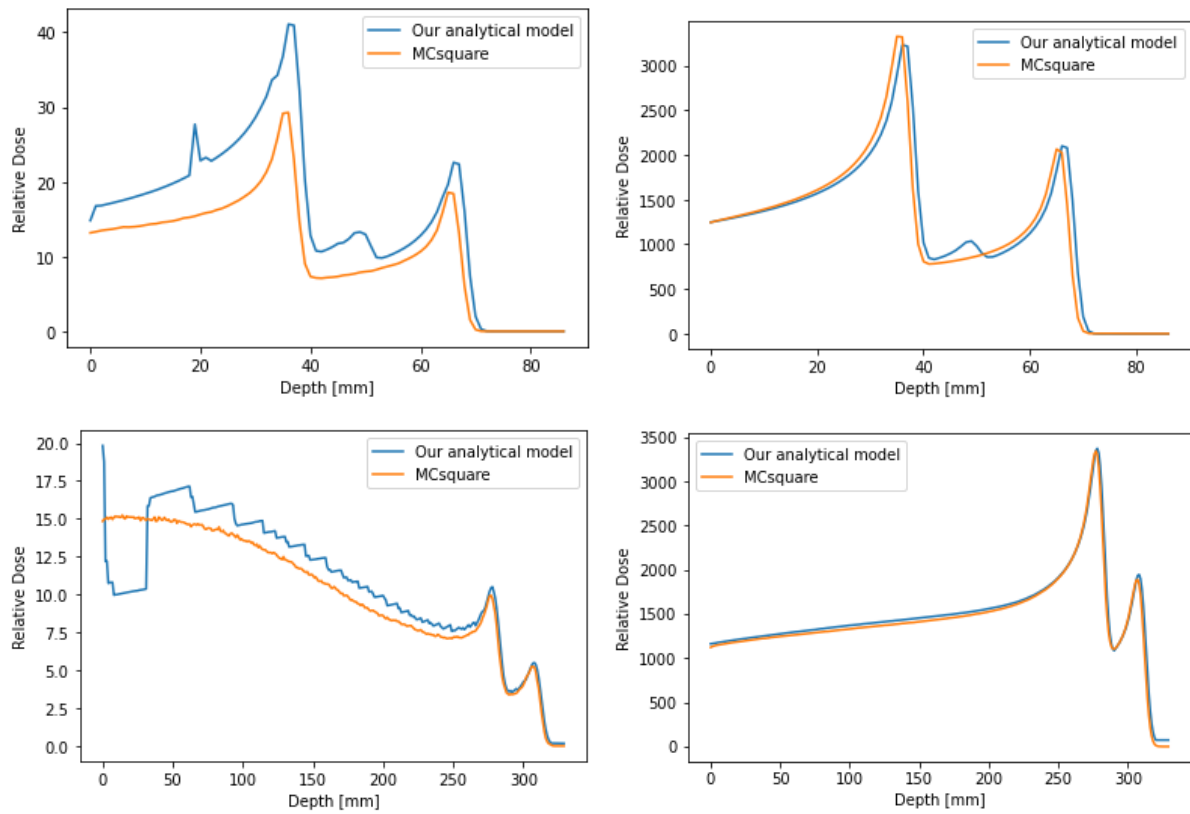 40
30
20
10
0
Relative Dose
Our analytical model
MCsquare
0 20 40 60 80
Depth [mm]
3000
2500
2000
1500
1000
500
0
Relative Dose
Our analytical model
MCsquare
0 20 40 60 80
Depth [mm]
20.0
17.5
15.0
12.5
10.0
7.5
5.0
2.5
0.0
Relative Dose
Our analytical model
MCsquare
0 50 100 150 200 250 300
Depth [mm]
3500
3000
2500
2000
1500
1000
500
0
Relative Dose
Our analytical model
MCsquare
0 50 100 150 200 250 300
Depth [mm]